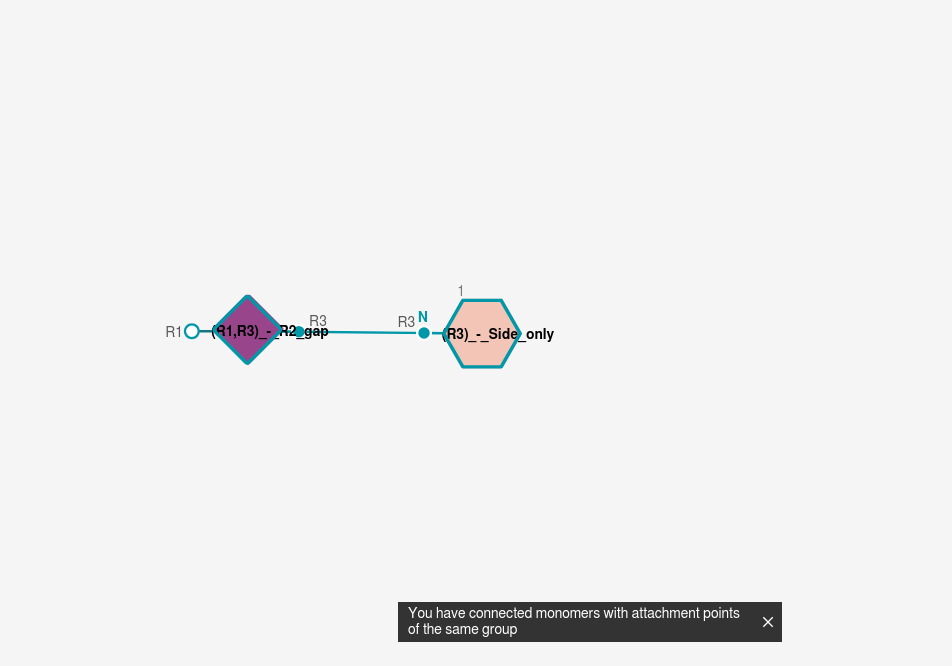 1
R1
(R1,R3)_-_R2_gap
R3
R3
N
(R3)_-_Side_only
You have connected monomers with attachment points
of the same group